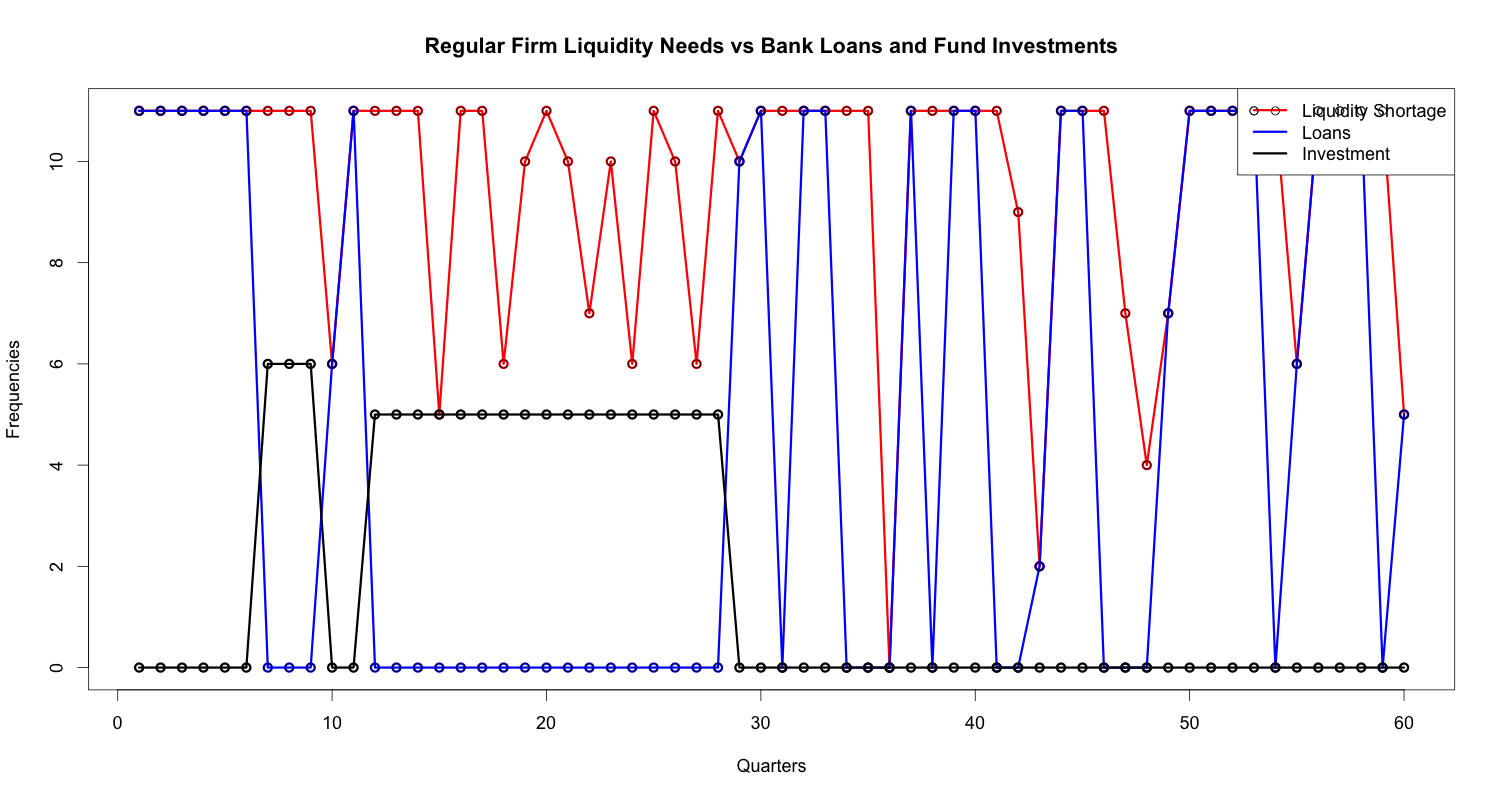 Regular Firm Liquidity Needs vs Bank Loans and Fund Investments
Liquidity Shortage
Loans
Investment
Frequencies
10
8
6
4
2
0
0 10 20 30 40 50 60
Quarters